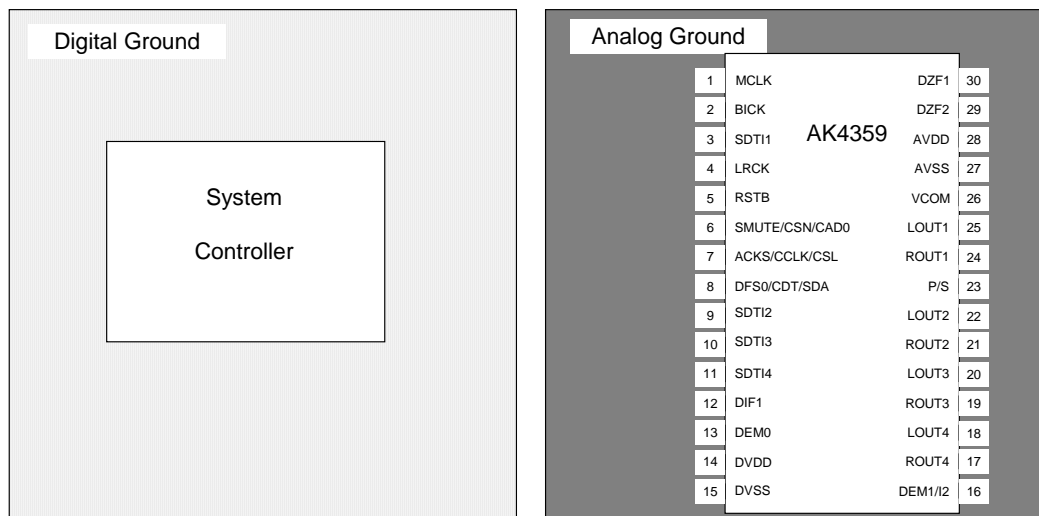 Digital Ground
System
Controller
Analog Ground
AK4359
1 MCLK DZF1 30
2 BICK DZF2 29
3 SDTI1 AVDD 28
4 LRCK AVSS 27
5 RSTB VCOM 26
6 SMUTE/CSN/CAD0 LOUT1 25
7 ACKS/CCLK/CSL ROUT1 24
8 DFS0/CDT/SDA P/S 23
9 SDTI2 LOUT2 22
10 SDTI3 ROUT2 21
11 SDTI4 LOUT3 20
12 DIF1 ROUT3 19
13 DEM0 LOUT4 18
14 DVDD ROUT4 17
15 DVSS DEM1/I2 16